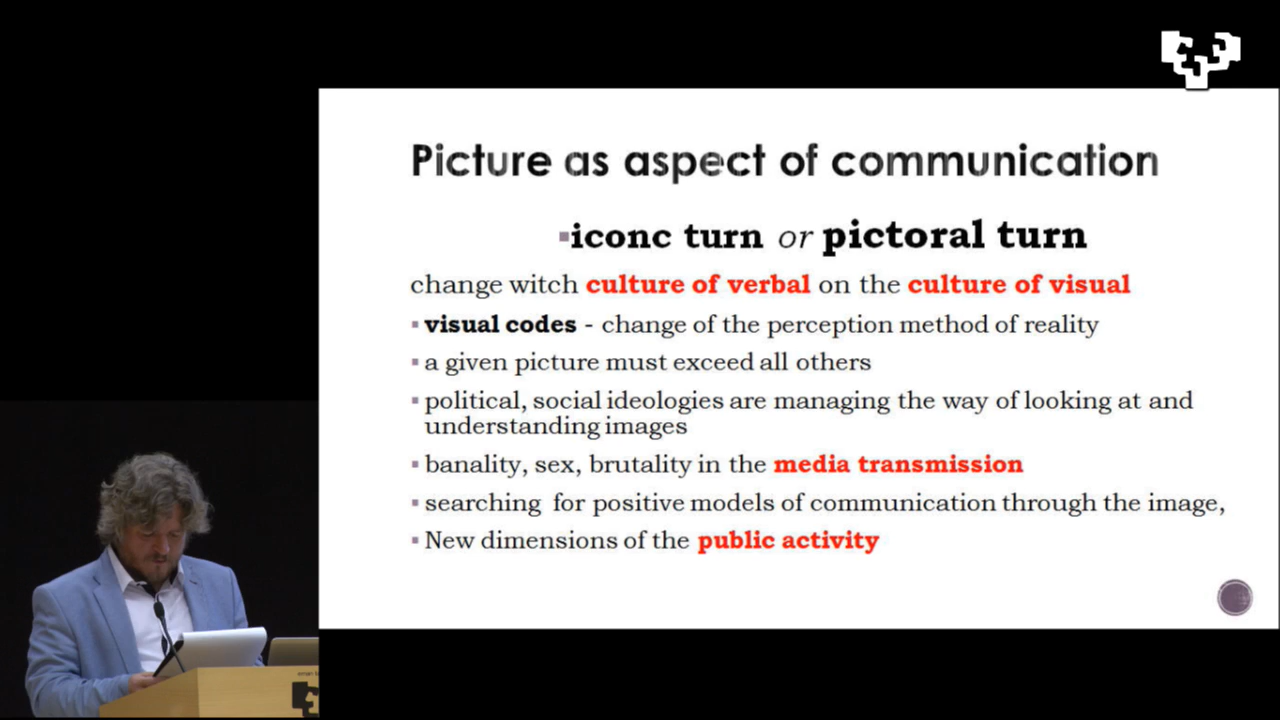 Picture as aspect of communication
▪iconc turn or pictoral turn
change witch culture of verbal on the culture of visual
▪ visual codes - change of the perception method of reality
▪ a given picture must exceed all others
▪ political, social ideologies are managing the way of looking at and
understanding images
▪ banality, sex, brutality in the media transmission
▪ searching for positive models of communication through the image,
▪ New dimensions of the public activity